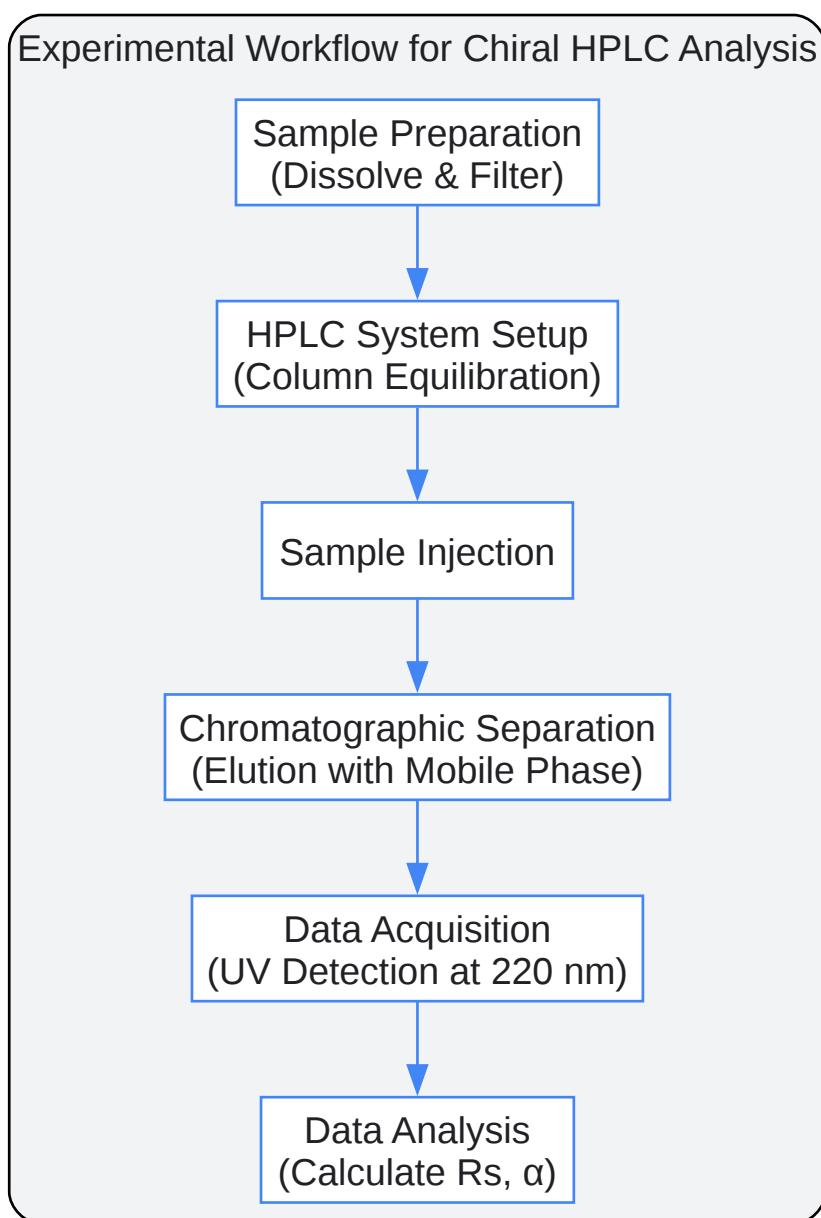 Experimental Workflow for Chiral HPLC Analysis
Sample Preparation
(Dissolve & Filter)
HPLC System Setup
(Column Equilibration)
Sample Injection
Chromatographic Separation
(Elution with Mobile Phase)
Data Acquisition
(UV Detection at 220 nm)
Data Analysis
(Calculate Rs, α)